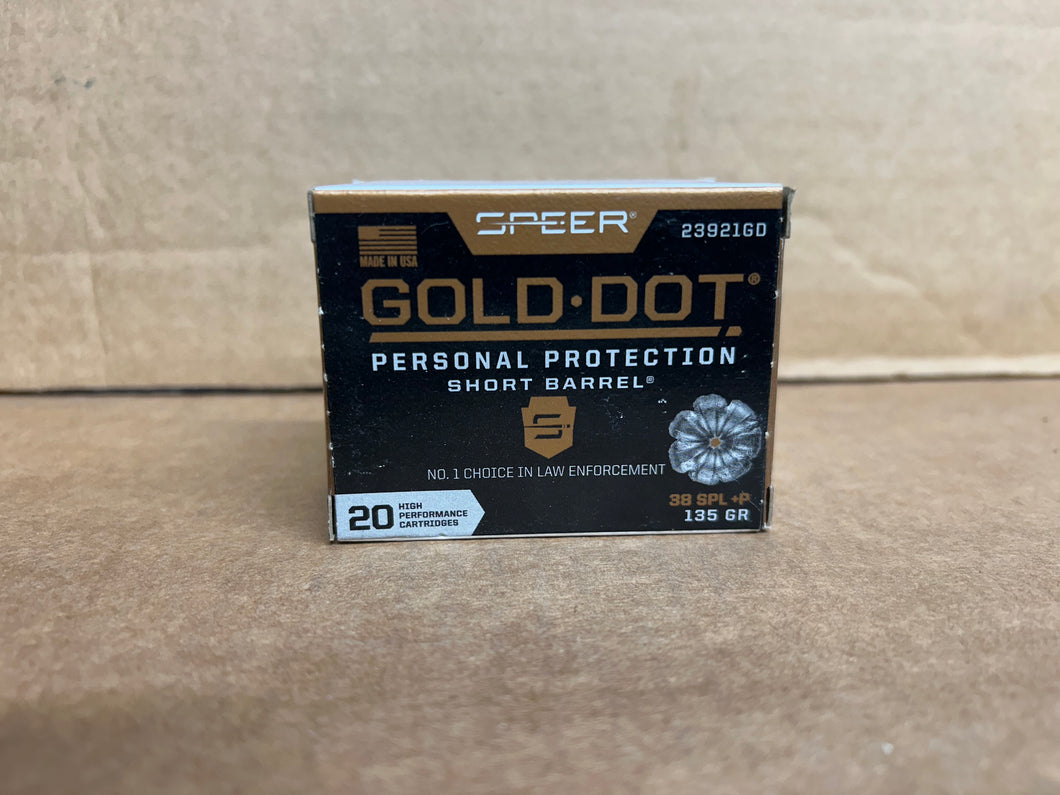 SPEER®
23921GD
MADE IN USA
GOLD·DOT®
PERSONAL PROTECTION
SHORT BARREL®
S
NO. 1 CHOICE IN LAW ENFORCEMENT
38 SPL +P
135 GR
20 HIGH
PERFORMANCE
CARTRIDGES